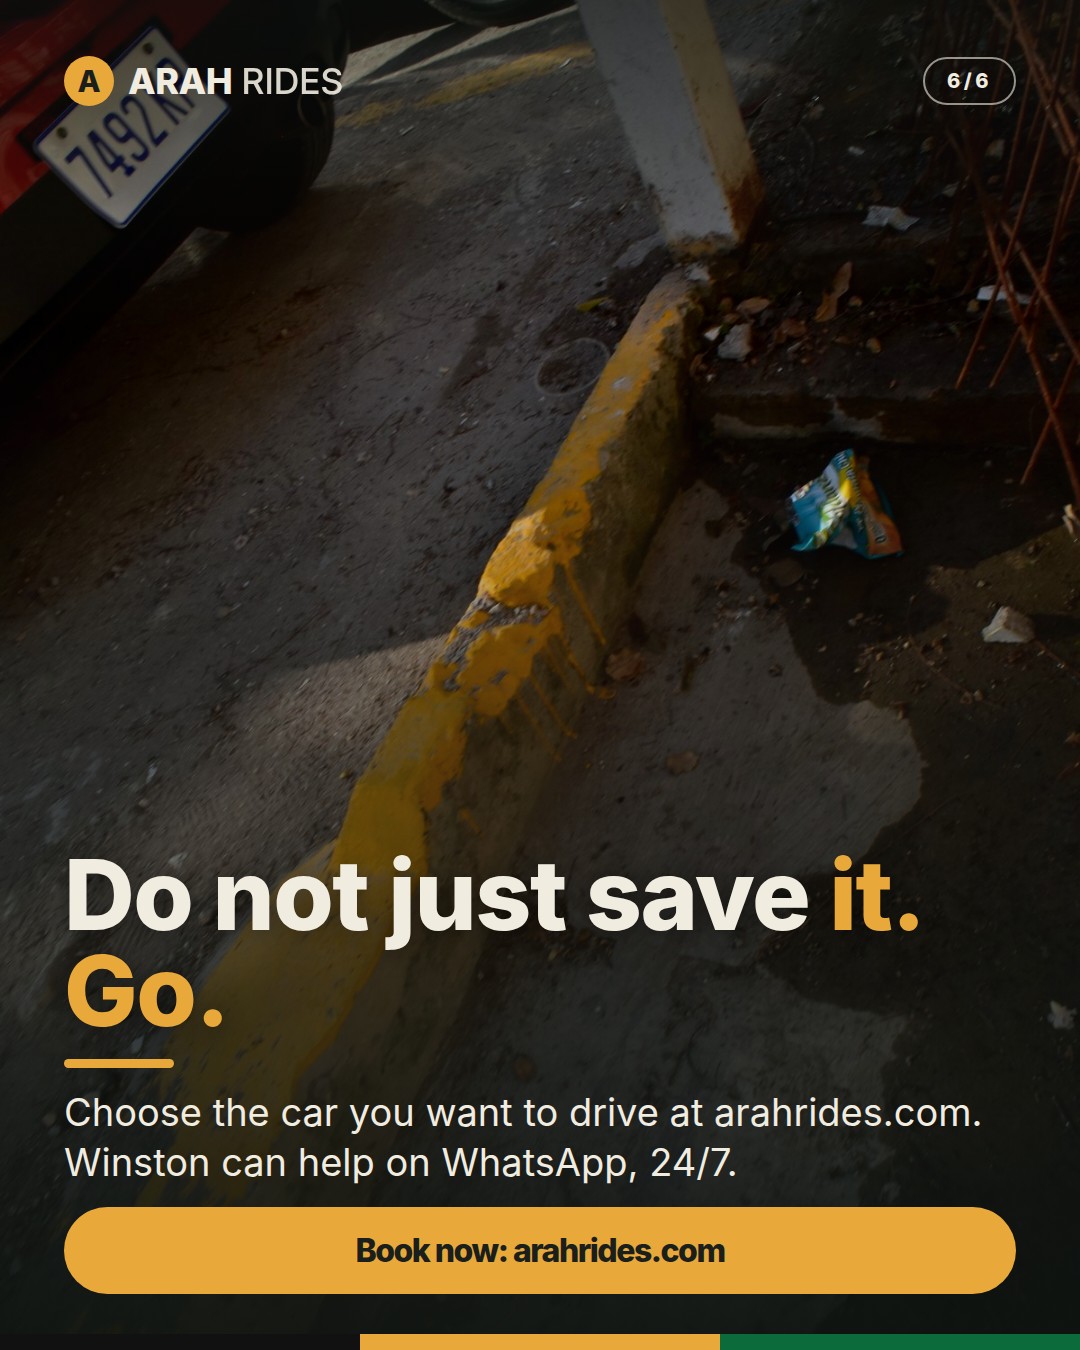 A ARAH RIDES
6/6
7492
Do not just save it.
Go.
Choose the car you want to drive at arahrides.com.
Winston can help on WhatsApp, 24/7.
Book now: arahrides.com